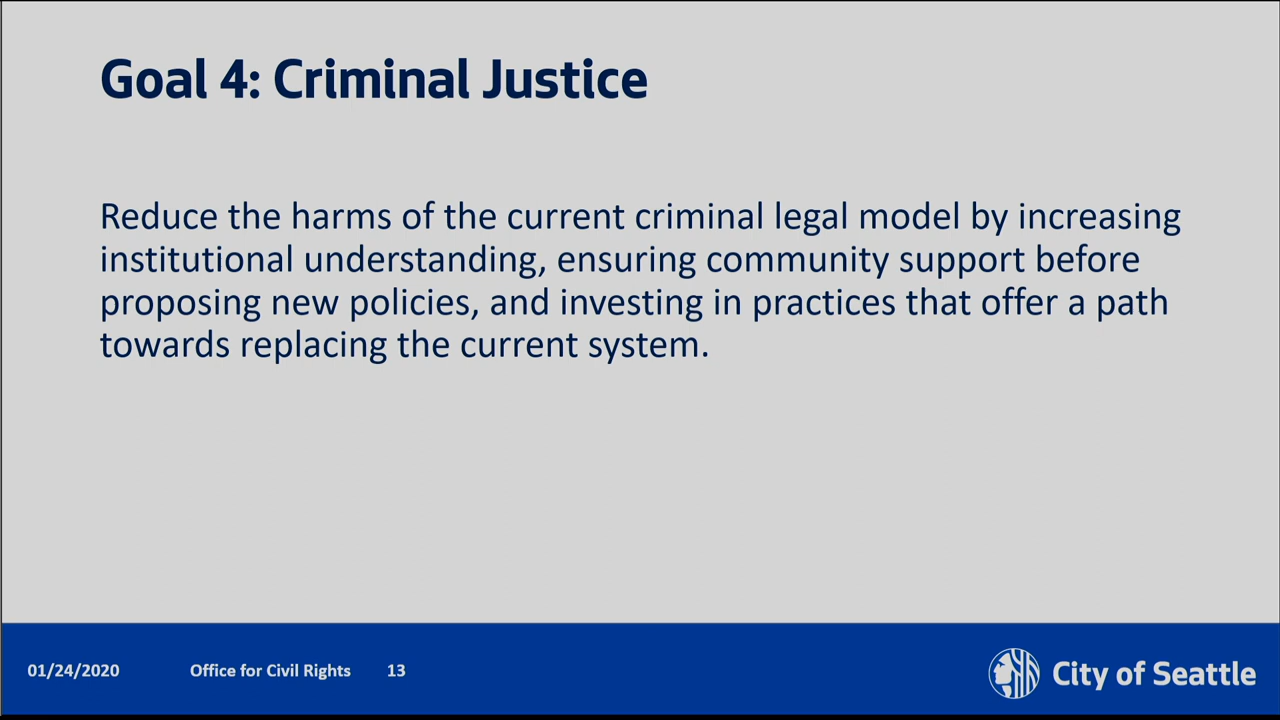 Goal 4: Criminal Justice
Reduce the harms of the current criminal legal model by increasing
institutional understanding, ensuring community support before
proposing new policies, and investing in practices that offer a path
towards replacing the current system.
01/24/2020 Office for Civil Rights 13 City of Seattle